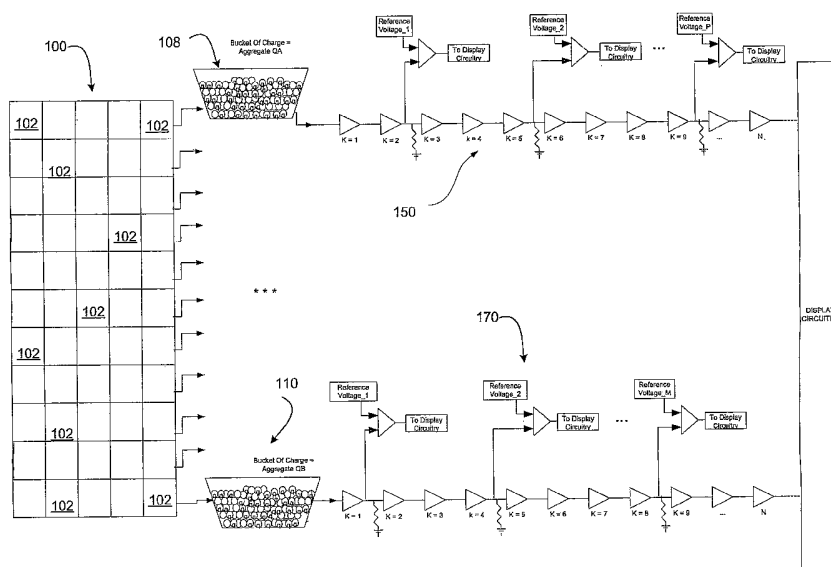 100
108
Bucket Of Charge =
Aggregate QA
Reference
Voltage_1
To Display
Circuitry
Reference
Voltage_2
To Display
Circuitry
...
Reference
Voltage_P
To Display
Circuitry
K = 1
K = 2
K = 3
k = 4
K = 5
K = 6
K = 7
K = 8
K = 9
...
N
150
102
102
102
102
102
102
102
102
102
* * *
DISPLAY
170
110
Bucket Of Charge =
Aggregate QB
Reference
Voltage_1
To Display
Circuitry
Reference
Voltage_2
To Display
Circuitry
...
Reference
Voltage_M
To Display
Circuitry
K = 1
K = 2
K = 3
k = 4
K = 5
K = 6
K = 7
K = 8
K = 9
...
N